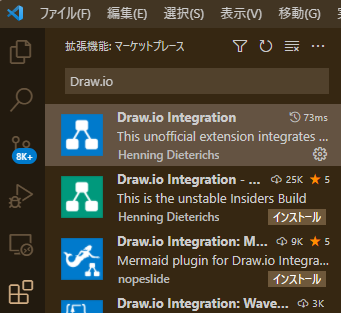 ファイル(F) 編集(E) 選択(S) 表示(V) 移動(G)
拡張機能: マーケットプレース
Draw.io
Draw.io Integration 73ms
This unofficial extension integrates ...
Henning Dieterichs
8K+
Draw.io Integration - ... 25K ★ 5
This is the unstable Insiders Build
Henning Dieterichs インストール
Draw.io Integration: M... 9K ★ 5
Mermaid plugin for Draw.io Integra...
nopeslide インストール
Draw.io Integration: Wave... 3K